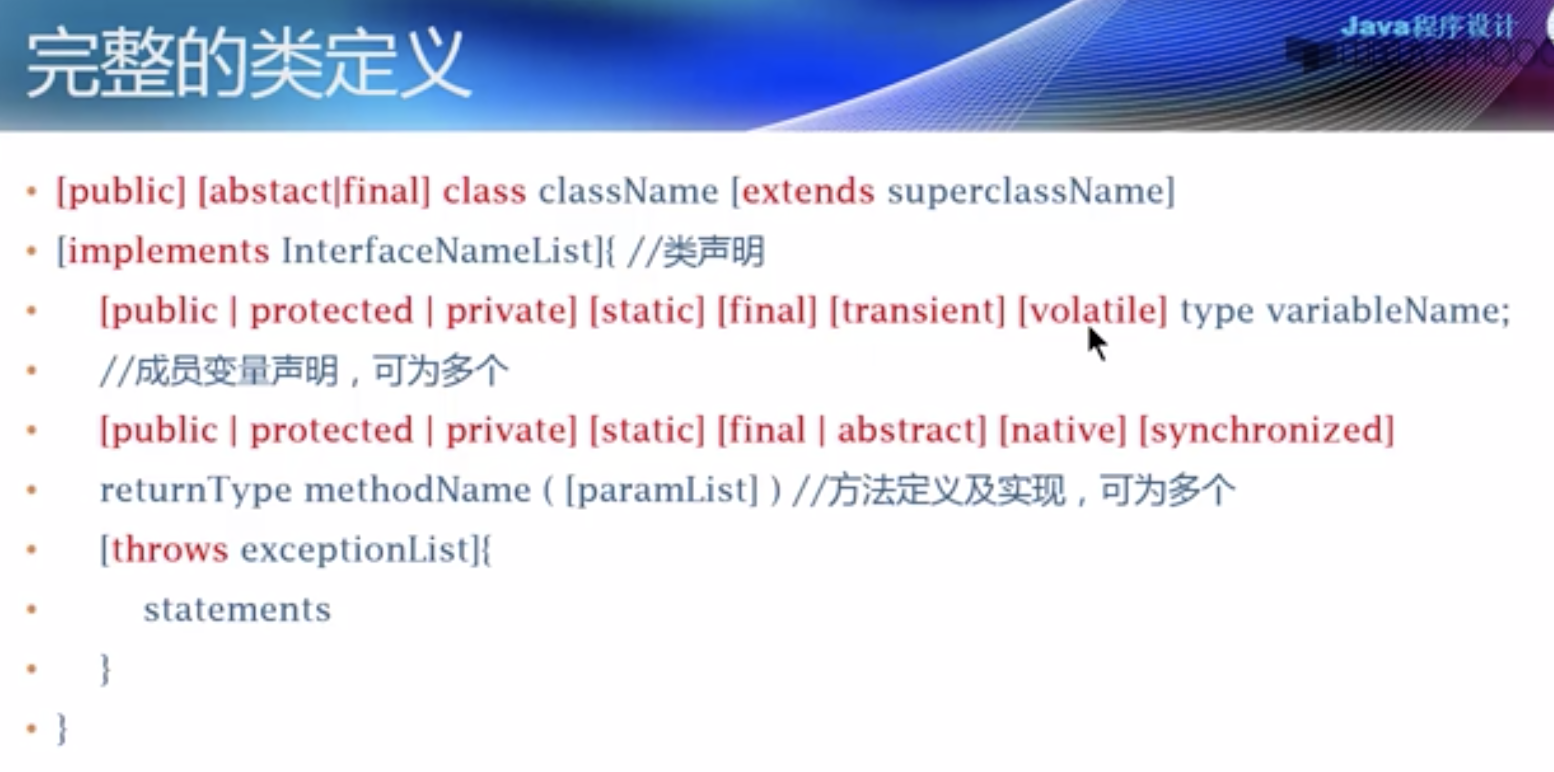 完整的类定义
Java程序设计
• [public] [abstact|final] class className [extends superclassName]
• [implements InterfaceNameList]{ //类声明
• [public | protected | private] [static] [final] [transient] [volatile] type variableName;
• //成员变量声明，可为多个
• [public | protected | private] [static] [final | abstract] [native] [synchronized]
• returnType methodName ( [paramList] ) //方法定义及实现，可为多个
• [throws exceptionList]{
• statements
• }
• }